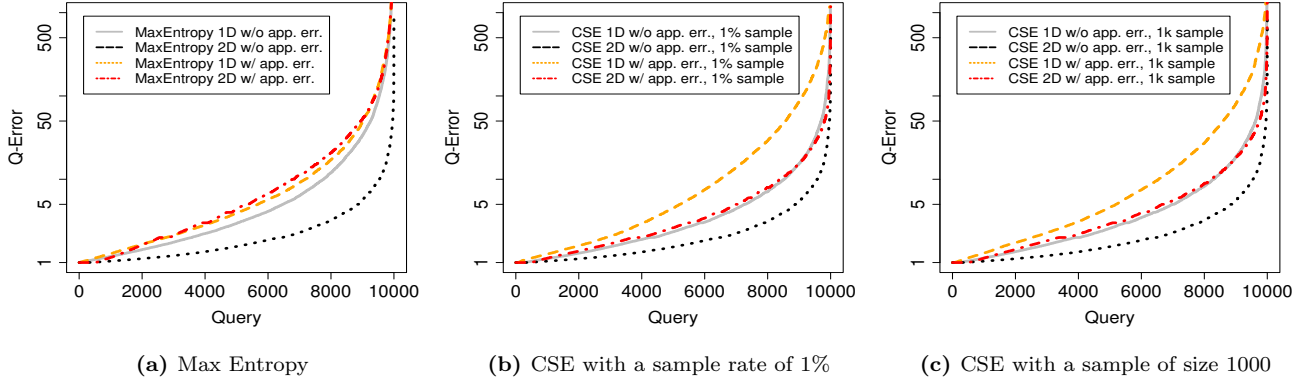 MaxEntropy 1D w/o app. err.
MaxEntropy 2D w/o app. err.
MaxEntropy 1D w/ app. err.
MaxEntropy 2D w/ app. err.
Q-Error
500
50
5
1
0 2000 4000 6000 8000 10000
Query
(a) Max Entropy
CSE 1D w/o app. err., 1% sample
CSE 2D w/o app. err., 1% sample
CSE 1D w/ app. err., 1% sample
CSE 2D w/ app. err., 1% sample
Q-Error
500
50
5
1
0 2000 4000 6000 8000 10000
Query
(b) CSE with a sample rate of 1%
CSE 1D w/o app. err., 1k sample
CSE 2D w/o app. err., 1k sample
CSE 1D w/ app. err., 1k sample
CSE 2D w/ app. err., 1k sample
Q-Error
500
50
5
1
0 2000 4000 6000 8000 10000
Query
(c) CSE with a sample of size 1000